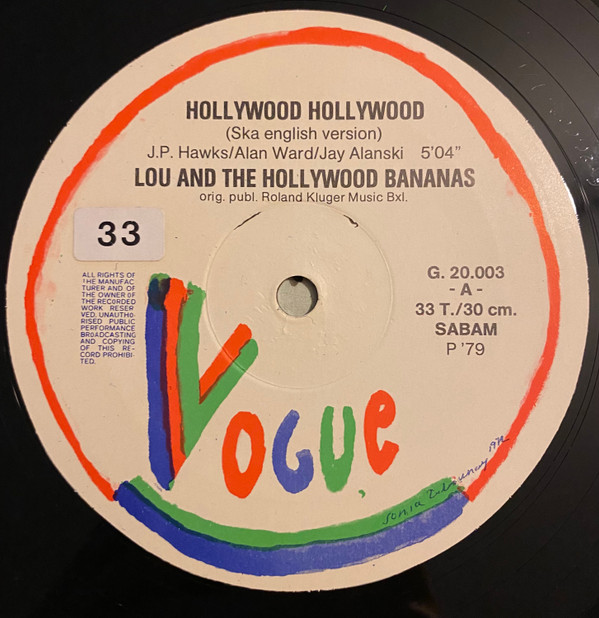 HOLLYWOOD HOLLYWOOD
(Ska english version)
J.P. Hawks/Alan Ward/Jay Alanski 5'04"
LOU AND THE HOLLYWOOD BANANAS
orig. publ. Roland Kluger Music Bxl.
33
ALL RIGHTS OF
THE MANUFAC
TURER AND OF
THE OWNER OF
THE RECORDED
WORK RESER
VED. UNAUTHO
RISED PUBLIC
PERFORMANCE
BROADCASTING
AND COPYING
OF THIS RE-
CORD PROHIBI-
TED.
G. 20.003
- A -
33 T./30 cm.
SABAM
P '79
VOGUE
sonia